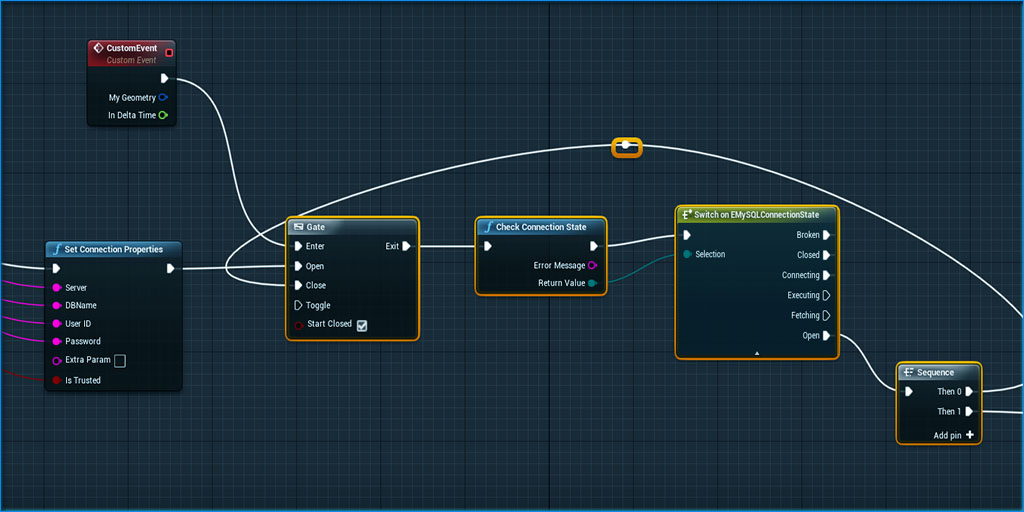 CustomEvent
Custom Event
My Geometry
In Delta Time
Set Connection Properties
Server
DBName
User ID
Password
Extra Param
Is Trusted
Gate
Enter
Exit
Open
Close
Toggle
Start Closed
Check Connection State
Error Message
Return Value
Switch on EMySQLConnectionState
Broken
Selection
Closed
Connecting
Executing
Fetching
Open
Sequence
Then 0
Then 1
Add pin